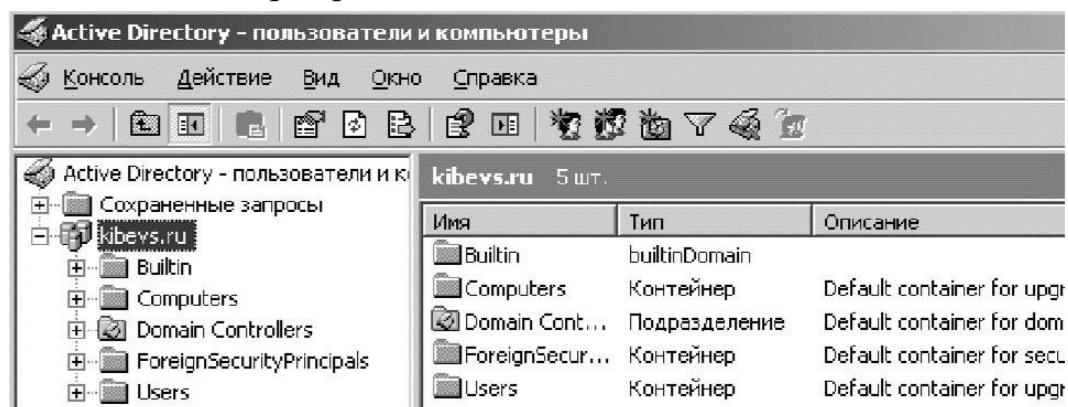 Active Directory - пользователи и компьютеры
Консоль Действие Вид Окно Справка
Active Directory - пользователи и к
Сохраненные запросы
kibevs.ru
Builtin
Computers
Domain Controllers
ForeignSecurityPrincipals
Users
kibevs.ru 5 шт.
Имя Тип Описание
Builtin builtinDomain
Computers Контейнер Default container for upgr
Domain Cont... Подразделение Default container for dom
ForeignSecur... Контейнер Default container for secu
Users Контейнер Default container for upgr